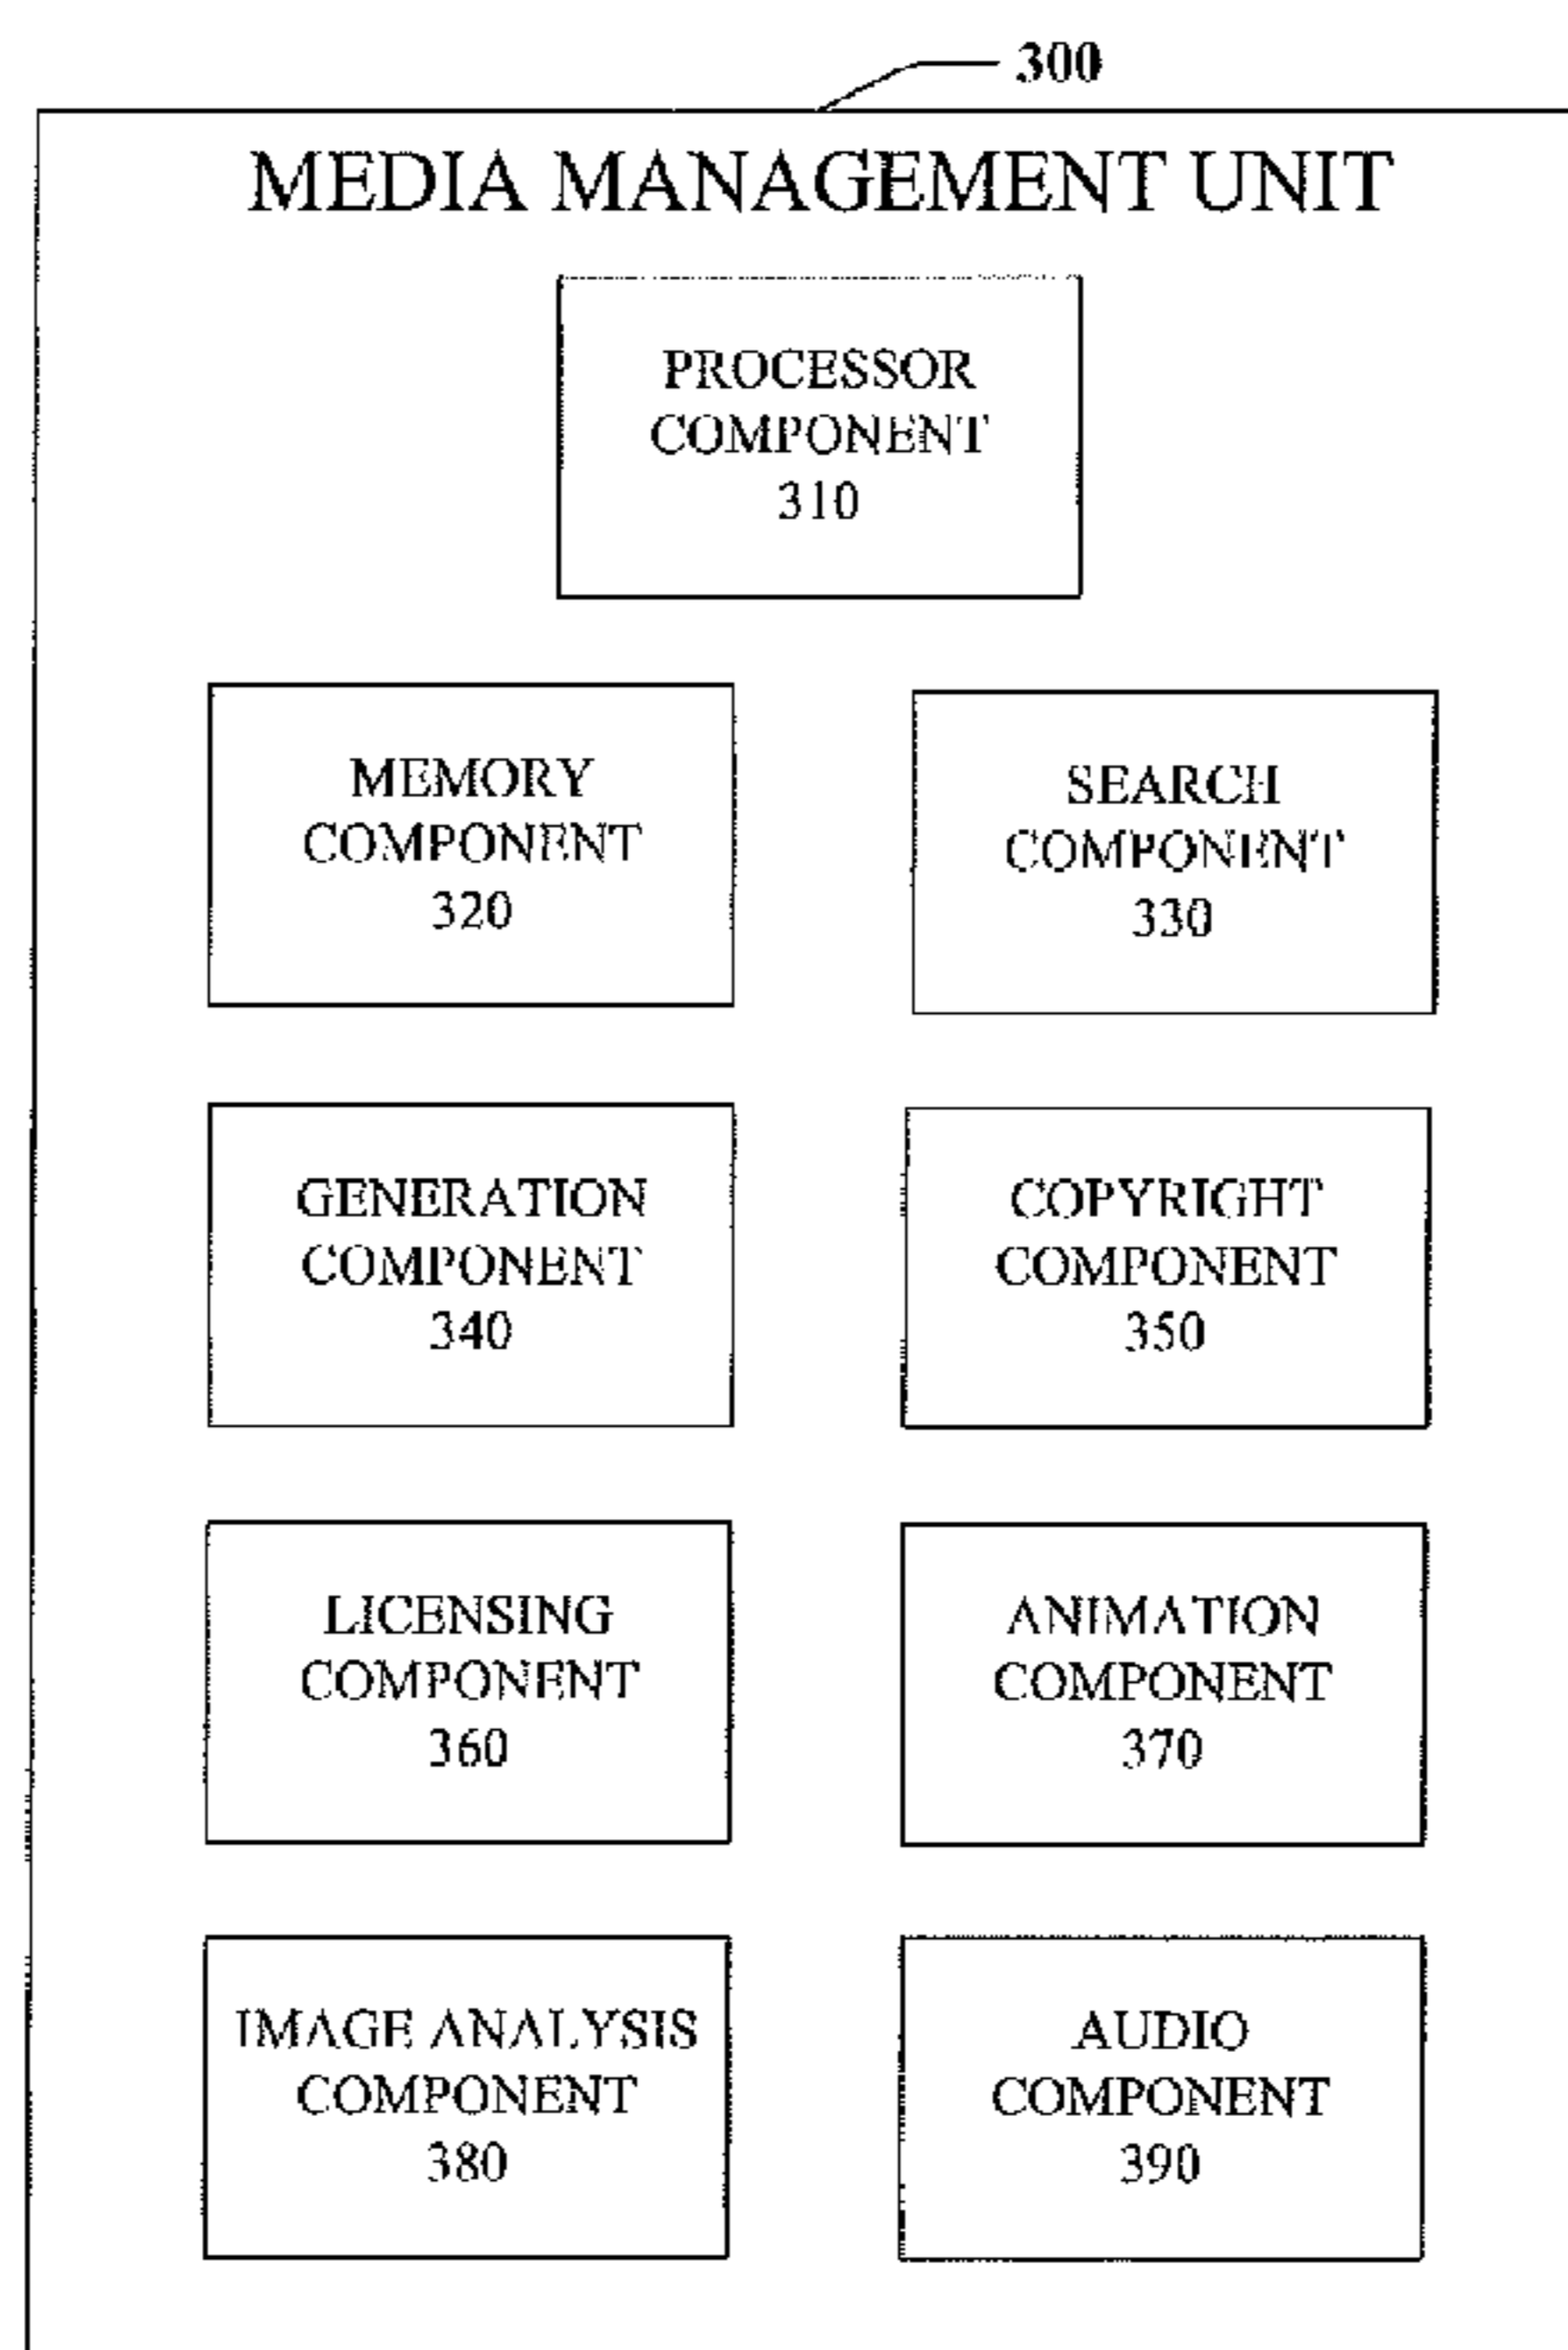 300
MEDIA MANAGEMENT UNIT
PROCESSOR
COMPONENT
310
MEMORY
COMPONENT
320
SEARCH
COMPONENT
330
GENERATION
COMPONENT
340
COPYRIGHT
COMPONENT
350
LICENSING
COMPONENT
360
ANIMATION
COMPONENT
370
IMAGE ANALYSIS
COMPONENT
380
AUDIO
COMPONENT
390